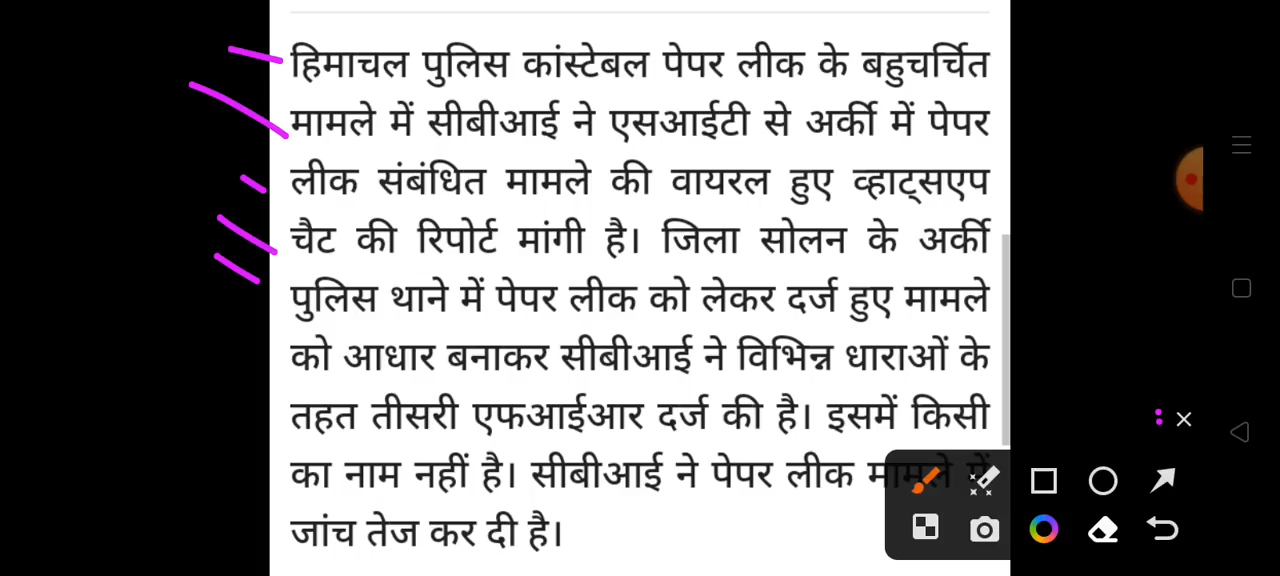 हिमाचल पुलिस कांस्टेबल पेपर लीक के बहुचर्चित
मामले में सीबीआई ने एसआईटी से अर्की में पेपर
लीक संबंधित मामले की वायरल हुए व्हाट्सएप
चैट की रिपोर्ट मांगी है। जिला सोलन के अर्की
पुलिस थाने में पेपर लीक को लेकर दर्ज हुए मामले
को आधार बनाकर सीबीआई ने विभिन्न धाराओं के
तहत तीसरी एफआईआर दर्ज की है। इसमें किसी
का नाम नहीं है। सीबीआई ने पेपर लीक मामले में
जांच तेज कर दी है।